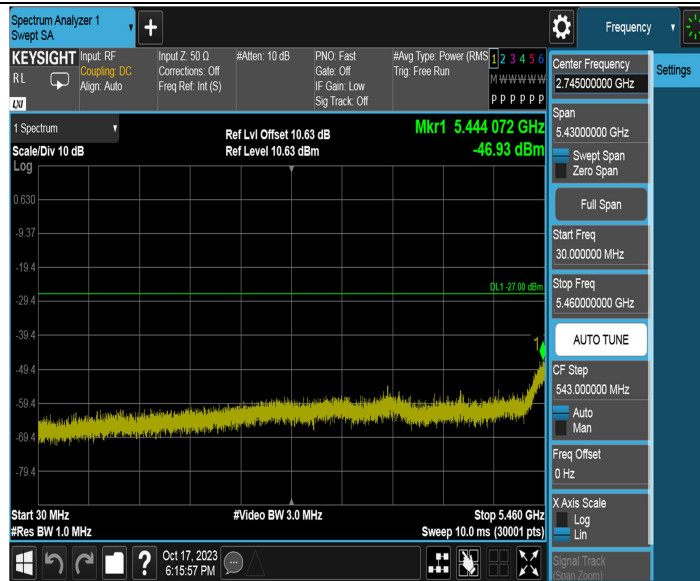 Spectrum Analyzer 1
Swept SA
+
Frequency
KEYSIGHT
RL
LXI
Input: RF
Coupling: DC
Align: Auto
Input Z: 50 Ω
Corrections: Off
Freq Ref: Int (S)
#Atten: 10 dB
PNO: Fast
Gate: Off
IF Gain: Low
Sig Track: Off
#Avg Type: Power (RMS
Trig: Free Run
1 2 3 4 5 6
M W W W W W
P P P P P P
1 Spectrum
Scale/Div 10 dB
Log
Ref Lvl Offset 10.63 dB
Ref Level 10.63 dBm
Mkr1 5.444 072 GHz
-46.93 dBm
0.630
-9.37
-19.4
-29.4
-39.4
-49.4
-59.4
-69.4
-79.4
DL1 -27.00 dBm
1
Start 30 MHz
#Res BW 1.0 MHz
#Video BW 3.0 MHz
Stop 5.460 GHz
Sweep 10.0 ms (30001 pts)
?
Oct 17, 2023
6:15:57 PM
Center Frequency
2.745000000 GHz
Span
5.43000000 GHz
Swept Span
Zero Span
Full Span
Start Freq
30.000000 MHz
Stop Freq
5.460000000 GHz
AUTO TUNE
CF Step
543.000000 MHz
Auto
Man
Freq Offset
0 Hz
X Axis Scale
Log
Lin
Signal Track
(Span Zoom)
Settings